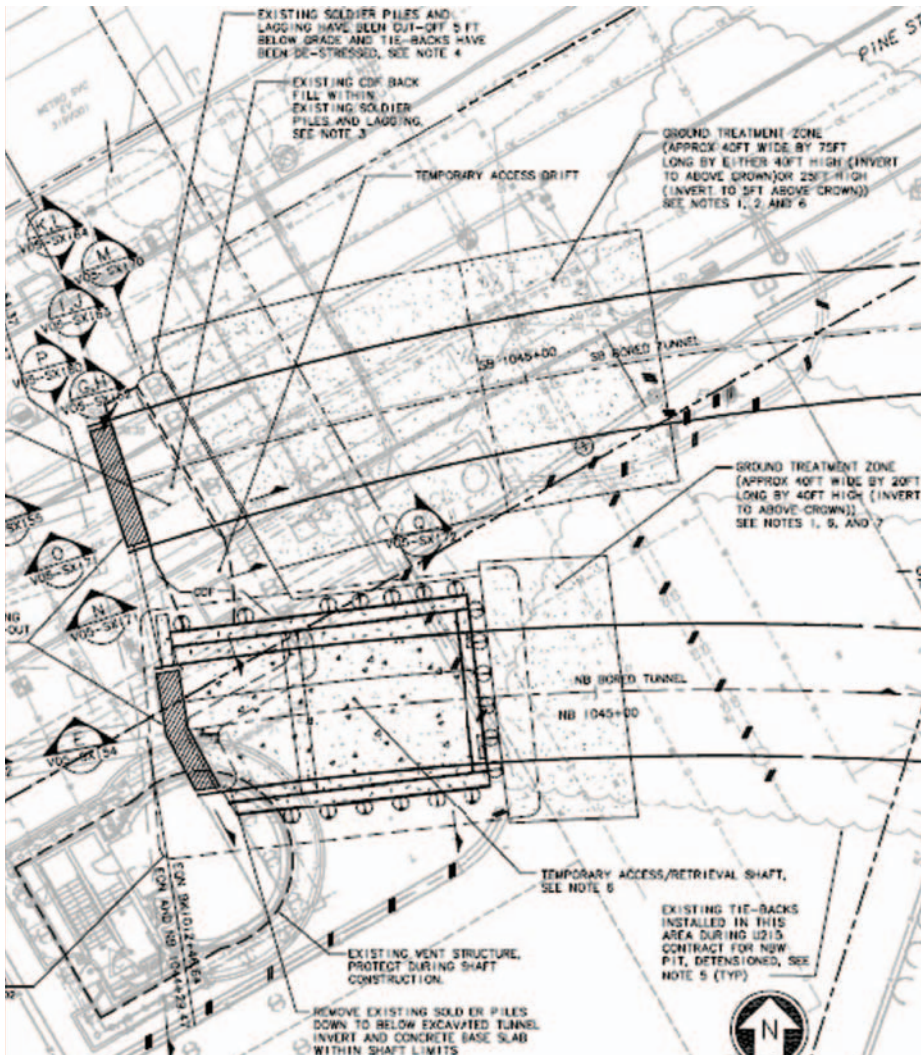 EXISTING SOLDIER PILES AND
LAGGING HAVE BEEN CUT-OFF 5 FT
BELOW GRADE AND TIE-BACKS HAVE
BEEN DE-STRESSED, SEE NOTE 4
PINE
EXISTING CDF BACK
FILL WITHIN
EXISTING SOLDIER
PILES AND LAGGING,
SEE NOTE 3
GROUND TREATMENT ZONE
(APPROX 40FT WIDE BY 75FT
LONG BY EITHER 40FT HIGH (INVERT
TO ABOVE CROWN)OR 25FT HIGH
(INVERT TO 5FT ABOVE CROWN))
SEE NOTES 1, 2 AND 6
TEMPORARY ACCESS DRIFT
M
I,J
P
G,H
SB 1045+00
SB BORED TUNNEL
GROUND TREATMENT ZONE
(APPROX 40FT WIDE BY 20FT
LONG BY 40FT HIGH (INVERT
TO ABOVE CROWN))
SEE NOTES 1, 6, AND 7
Q
O
CDF
N
NB BORED TUNNEL
NB 1045+00
TEMPORARY ACCESS/RETRIEVAL SHAFT,
SEE NOTE 6
EXISTING TIE-BACKS
INSTALLED IN THIS
AREA DURING U215
CONTRACT FOR NBW
PIT, DETENSIONED, SEE
NOTE 5 (TYP)
EXISTING VENT STRUCTURE,
PROTECT DURING SHAFT
CONSTRUCTION.
REMOVE EXISTING SOLD ER PILES
DOWN TO BELOW EXCAVATED TUNNEL
INVERT AND CONCRETE BASE SLAB
WITHIN SHAFT LIMITS
N